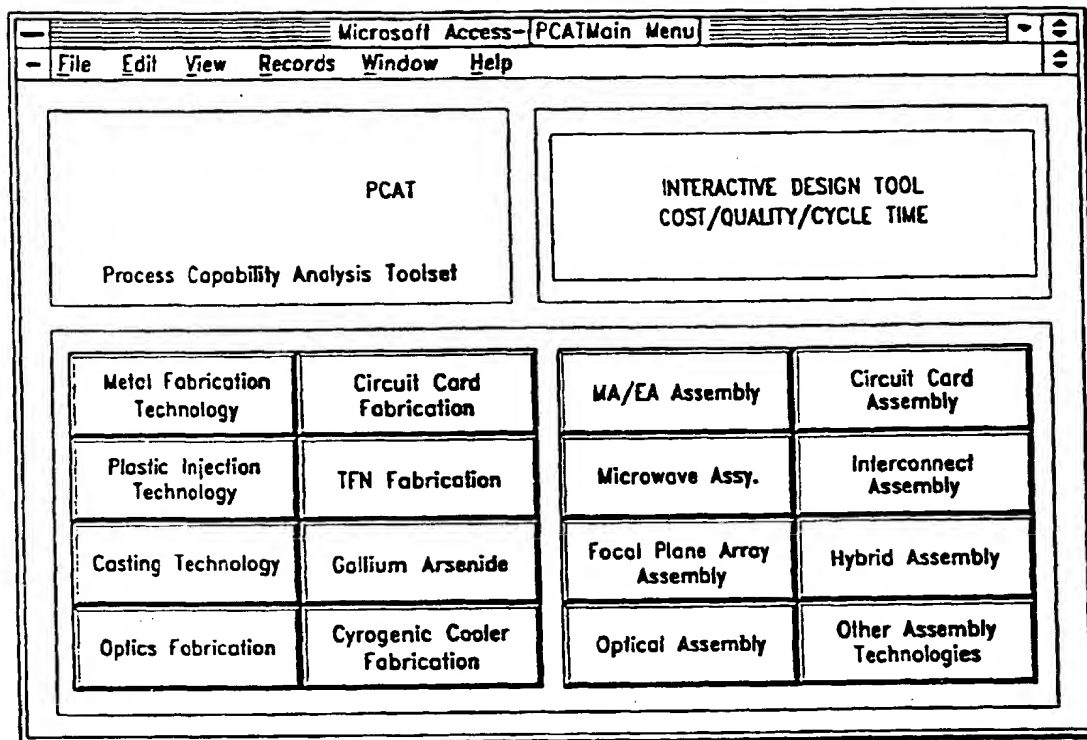 Microsoft Access-[PCATMain Menu]
File Edit View Records Window Help
PCAT
Process Capability Analysis Toolset
INTERACTIVE DESIGN TOOL
COST/QUALITY/CYCLE TIME
Metal Fabrication
Technology
Circuit Card
Fabrication
MA/EA Assembly
Circuit Card
Assembly
Plastic Injection
Technology
TFN Fabrication
Microwave Assy.
Interconnect
Assembly
Casting Technology
Gallium Arsenide
Focal Plane Array
Assembly
Hybrid Assembly
Optics Fabrication
Cyrogenic Cooler
Fabrication
Optical Assembly
Other Assembly
Technologies